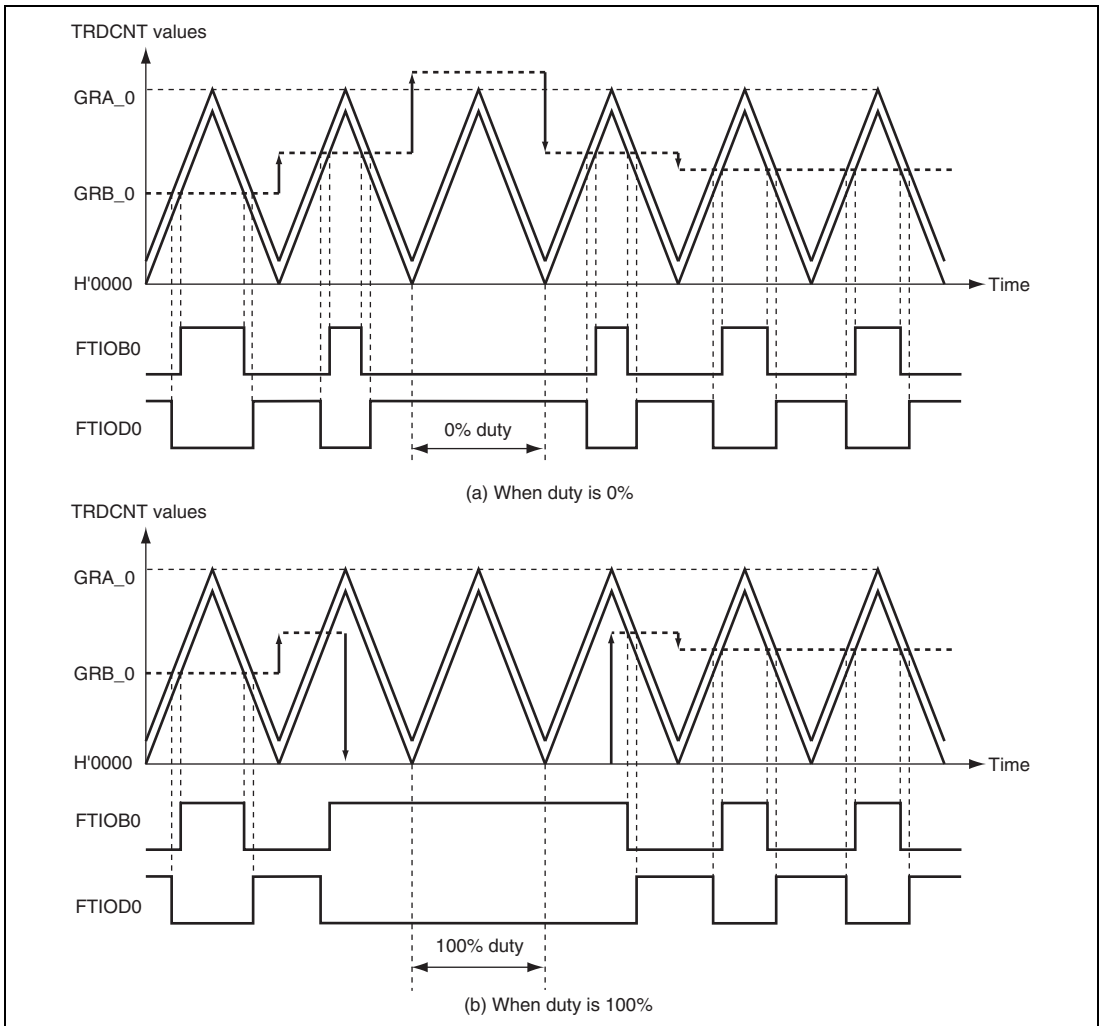 TRDCNT values
GRA_0
GRB_0
H'0000
Time
FTIOB0
FTIOD0
0% duty
(a) When duty is 0%
TRDCNT values
GRA_0
GRB_0
H'0000
Time
FTIOB0
FTIOD0
100% duty
(b) When duty is 100%